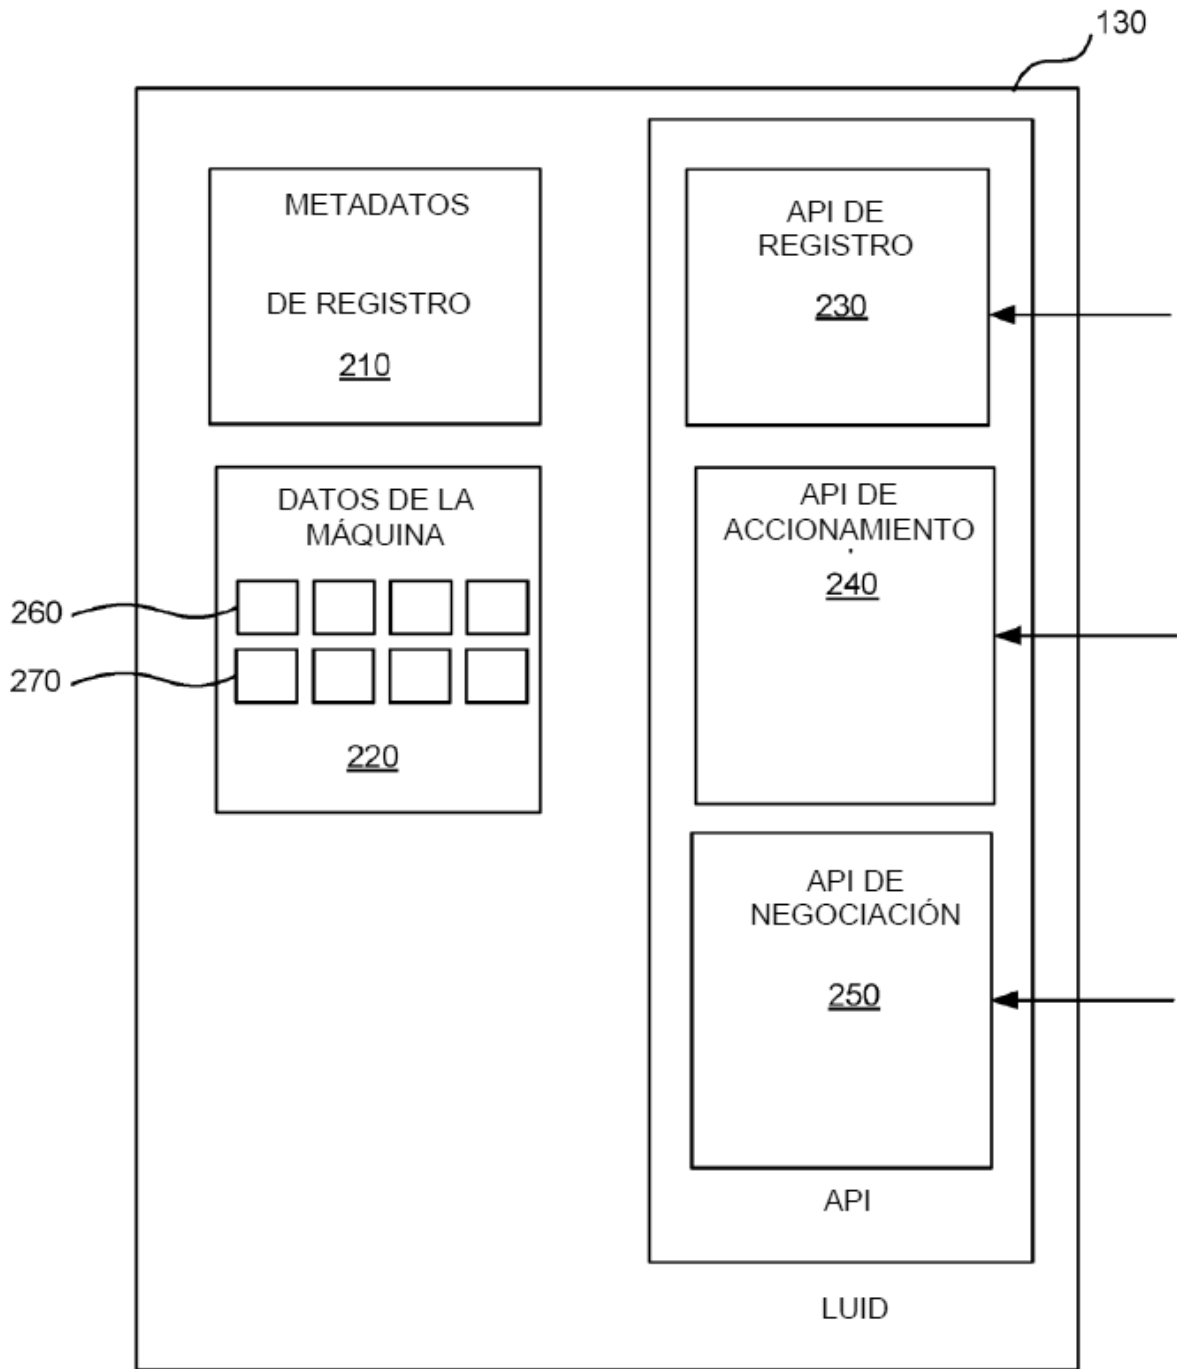 130
METADATOS
DE REGISTRO
210
API DE
REGISTRO
230
DATOS DE LA
MÁQUINA
260
270
220
API DE
ACCIONAMIENTO
240
API DE
NEGOCIACIÓN
250
API
LUID